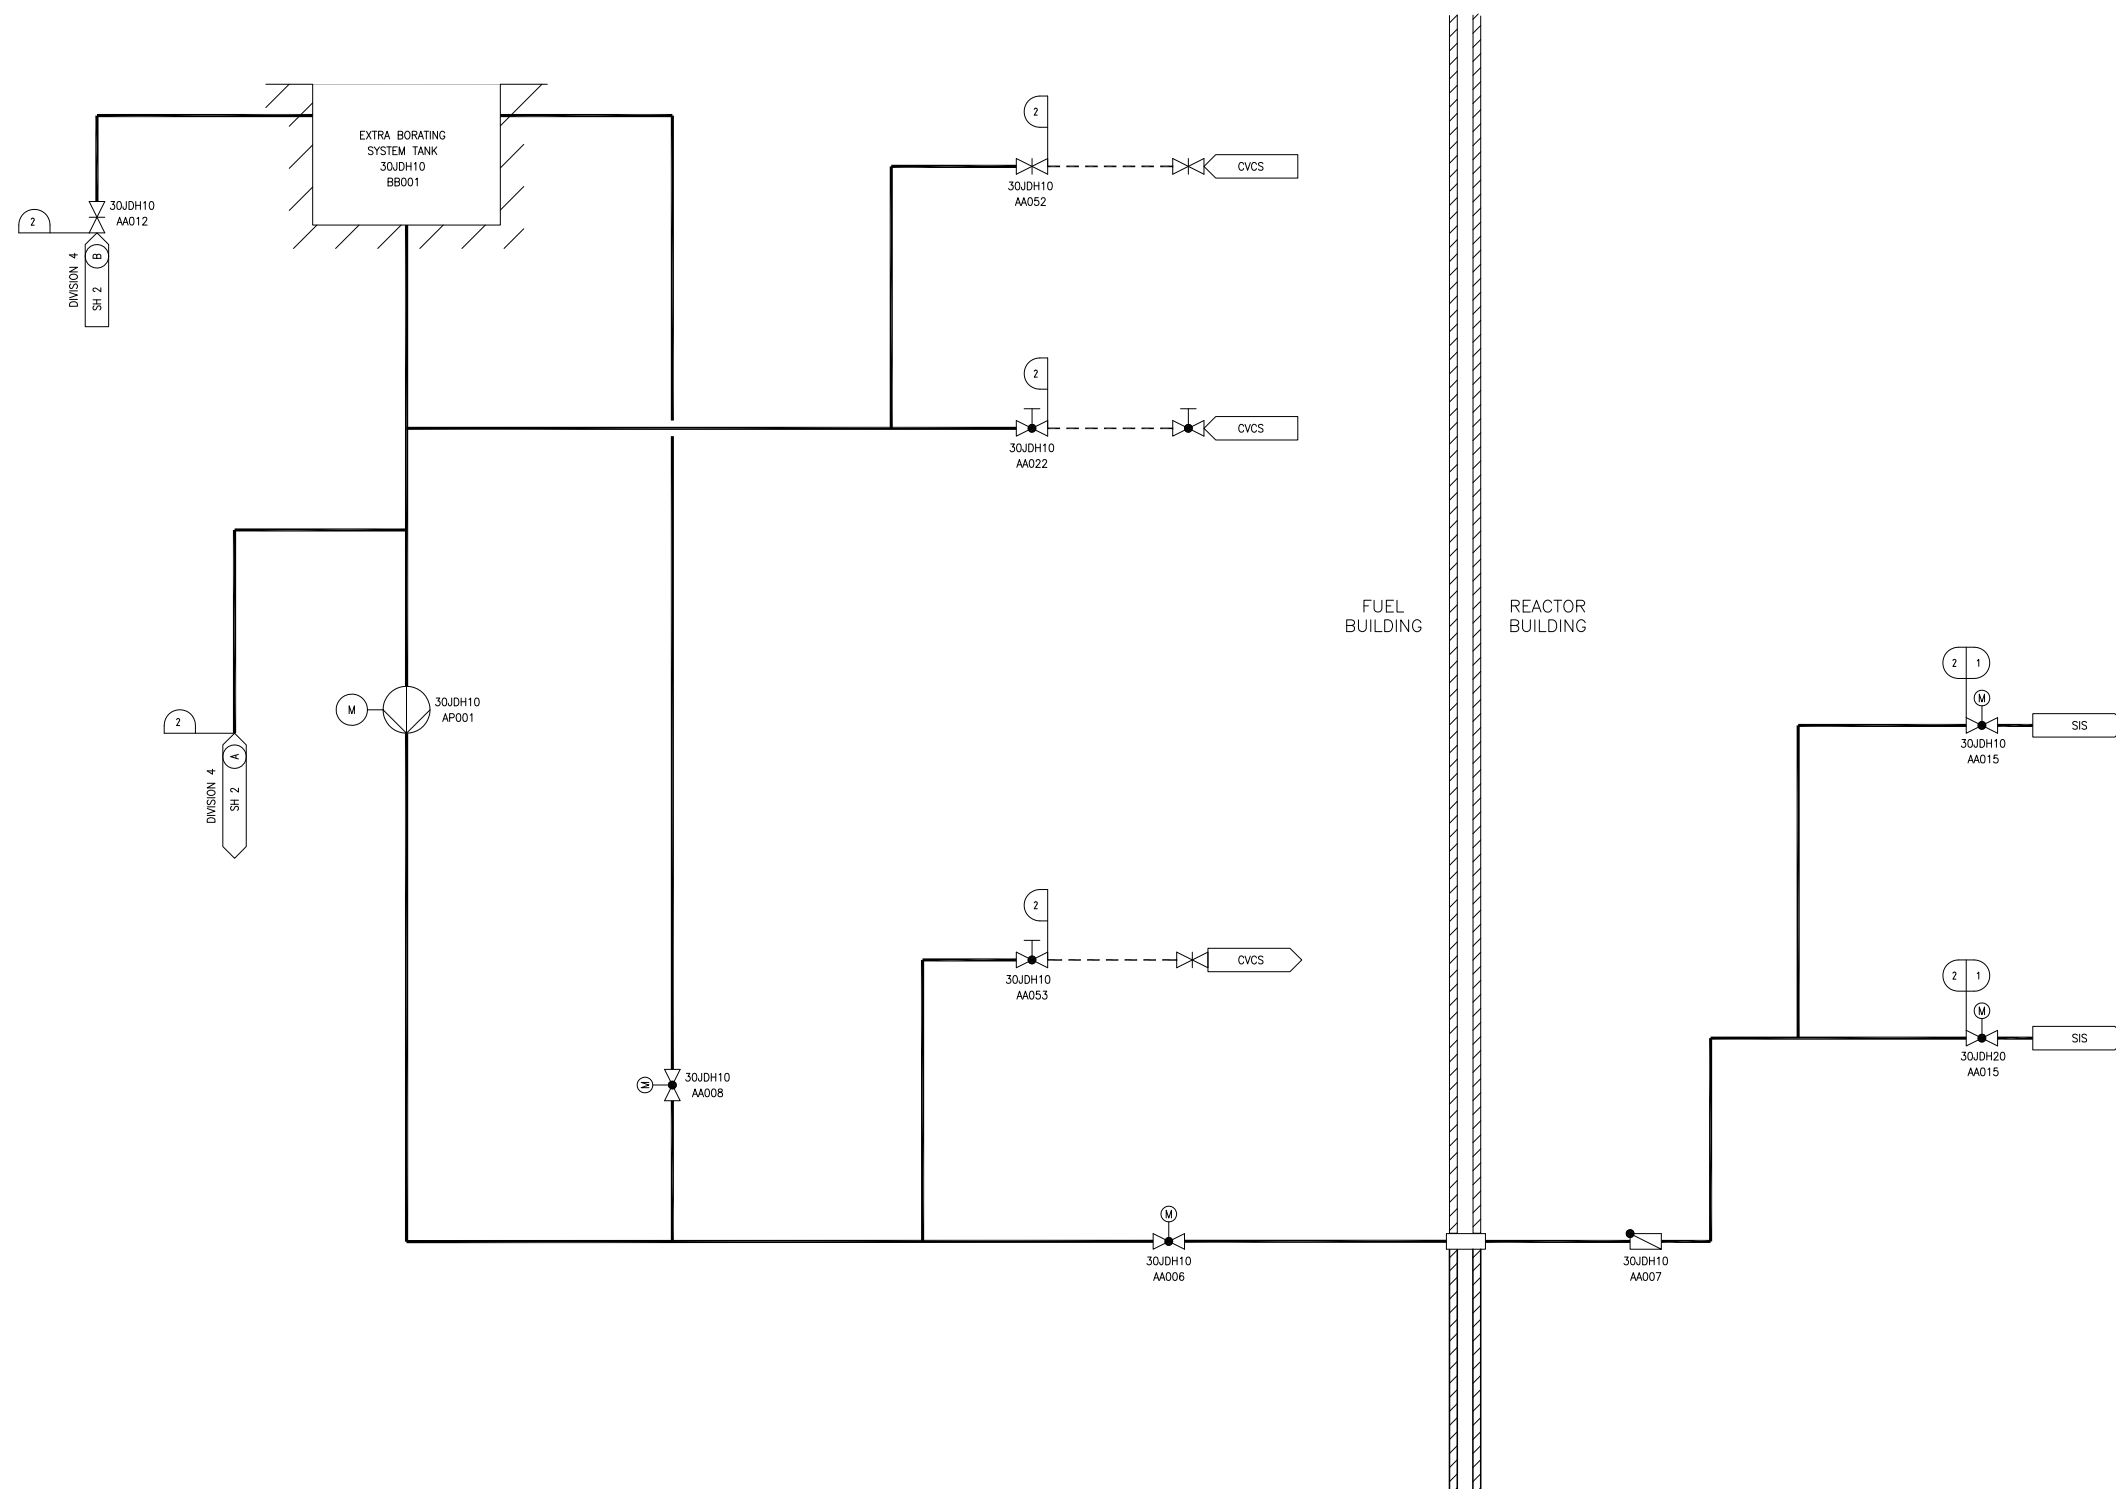 2
EXTRA BORATING
SYSTEM TANK
30JDH10
BB001
CVCS
30JDH10
AA052
30JDH10
AA012
2
B
DIVISION 4
SH 2
2
CVCS
30JDH10
AA022
FUEL
BUILDING
REACTOR
BUILDING
2 1
M
M
30JDH10
AP001
2
SIS
30JDH10
AA015
A
DIVISION 4
SH 2
2
CVCS
30JDH10
AA053
2 1
M
SIS
30JDH20
AA015
M
30JDH10
AA008
M
30JDH10
AA006
30JDH10
AA007